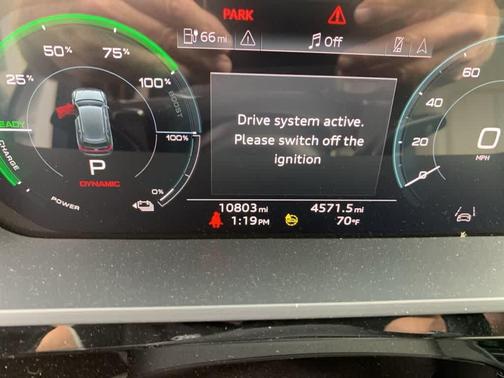 PARK
66 mi
Off
50%
75%
25%
100%
BOOST
60
Drive system active.
Please switch off the
ignition
READY
100%
40
20
0
0
MPH
CHARGE
P
DYNAMIC
0%
POWER
10803 mi
4571.5 mi
1:19 PM
70°F